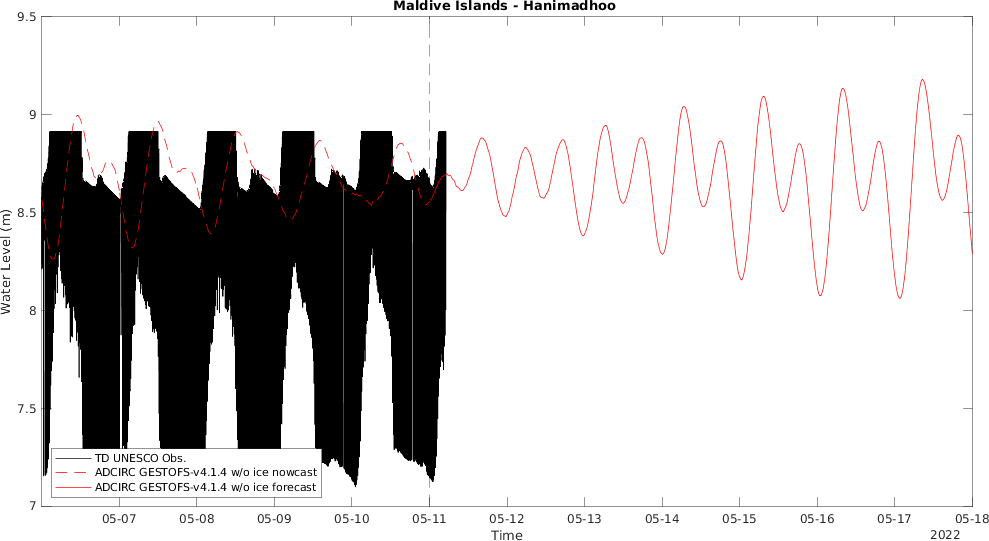 Maldive Islands - Hanimadhoo
Water Level (m)
9.5
9
8.5
8
7.5
7
TD UNESCO Obs.
ADCIRC GESTOFS-v4.1.4 w/o ice nowcast
ADCIRC GESTOFS-v4.1.4 w/o ice forecast
05-07 05-08 05-09 05-10 05-11 05-12 05-13 05-14 05-15 05-16 05-17 05-18
Time
2022